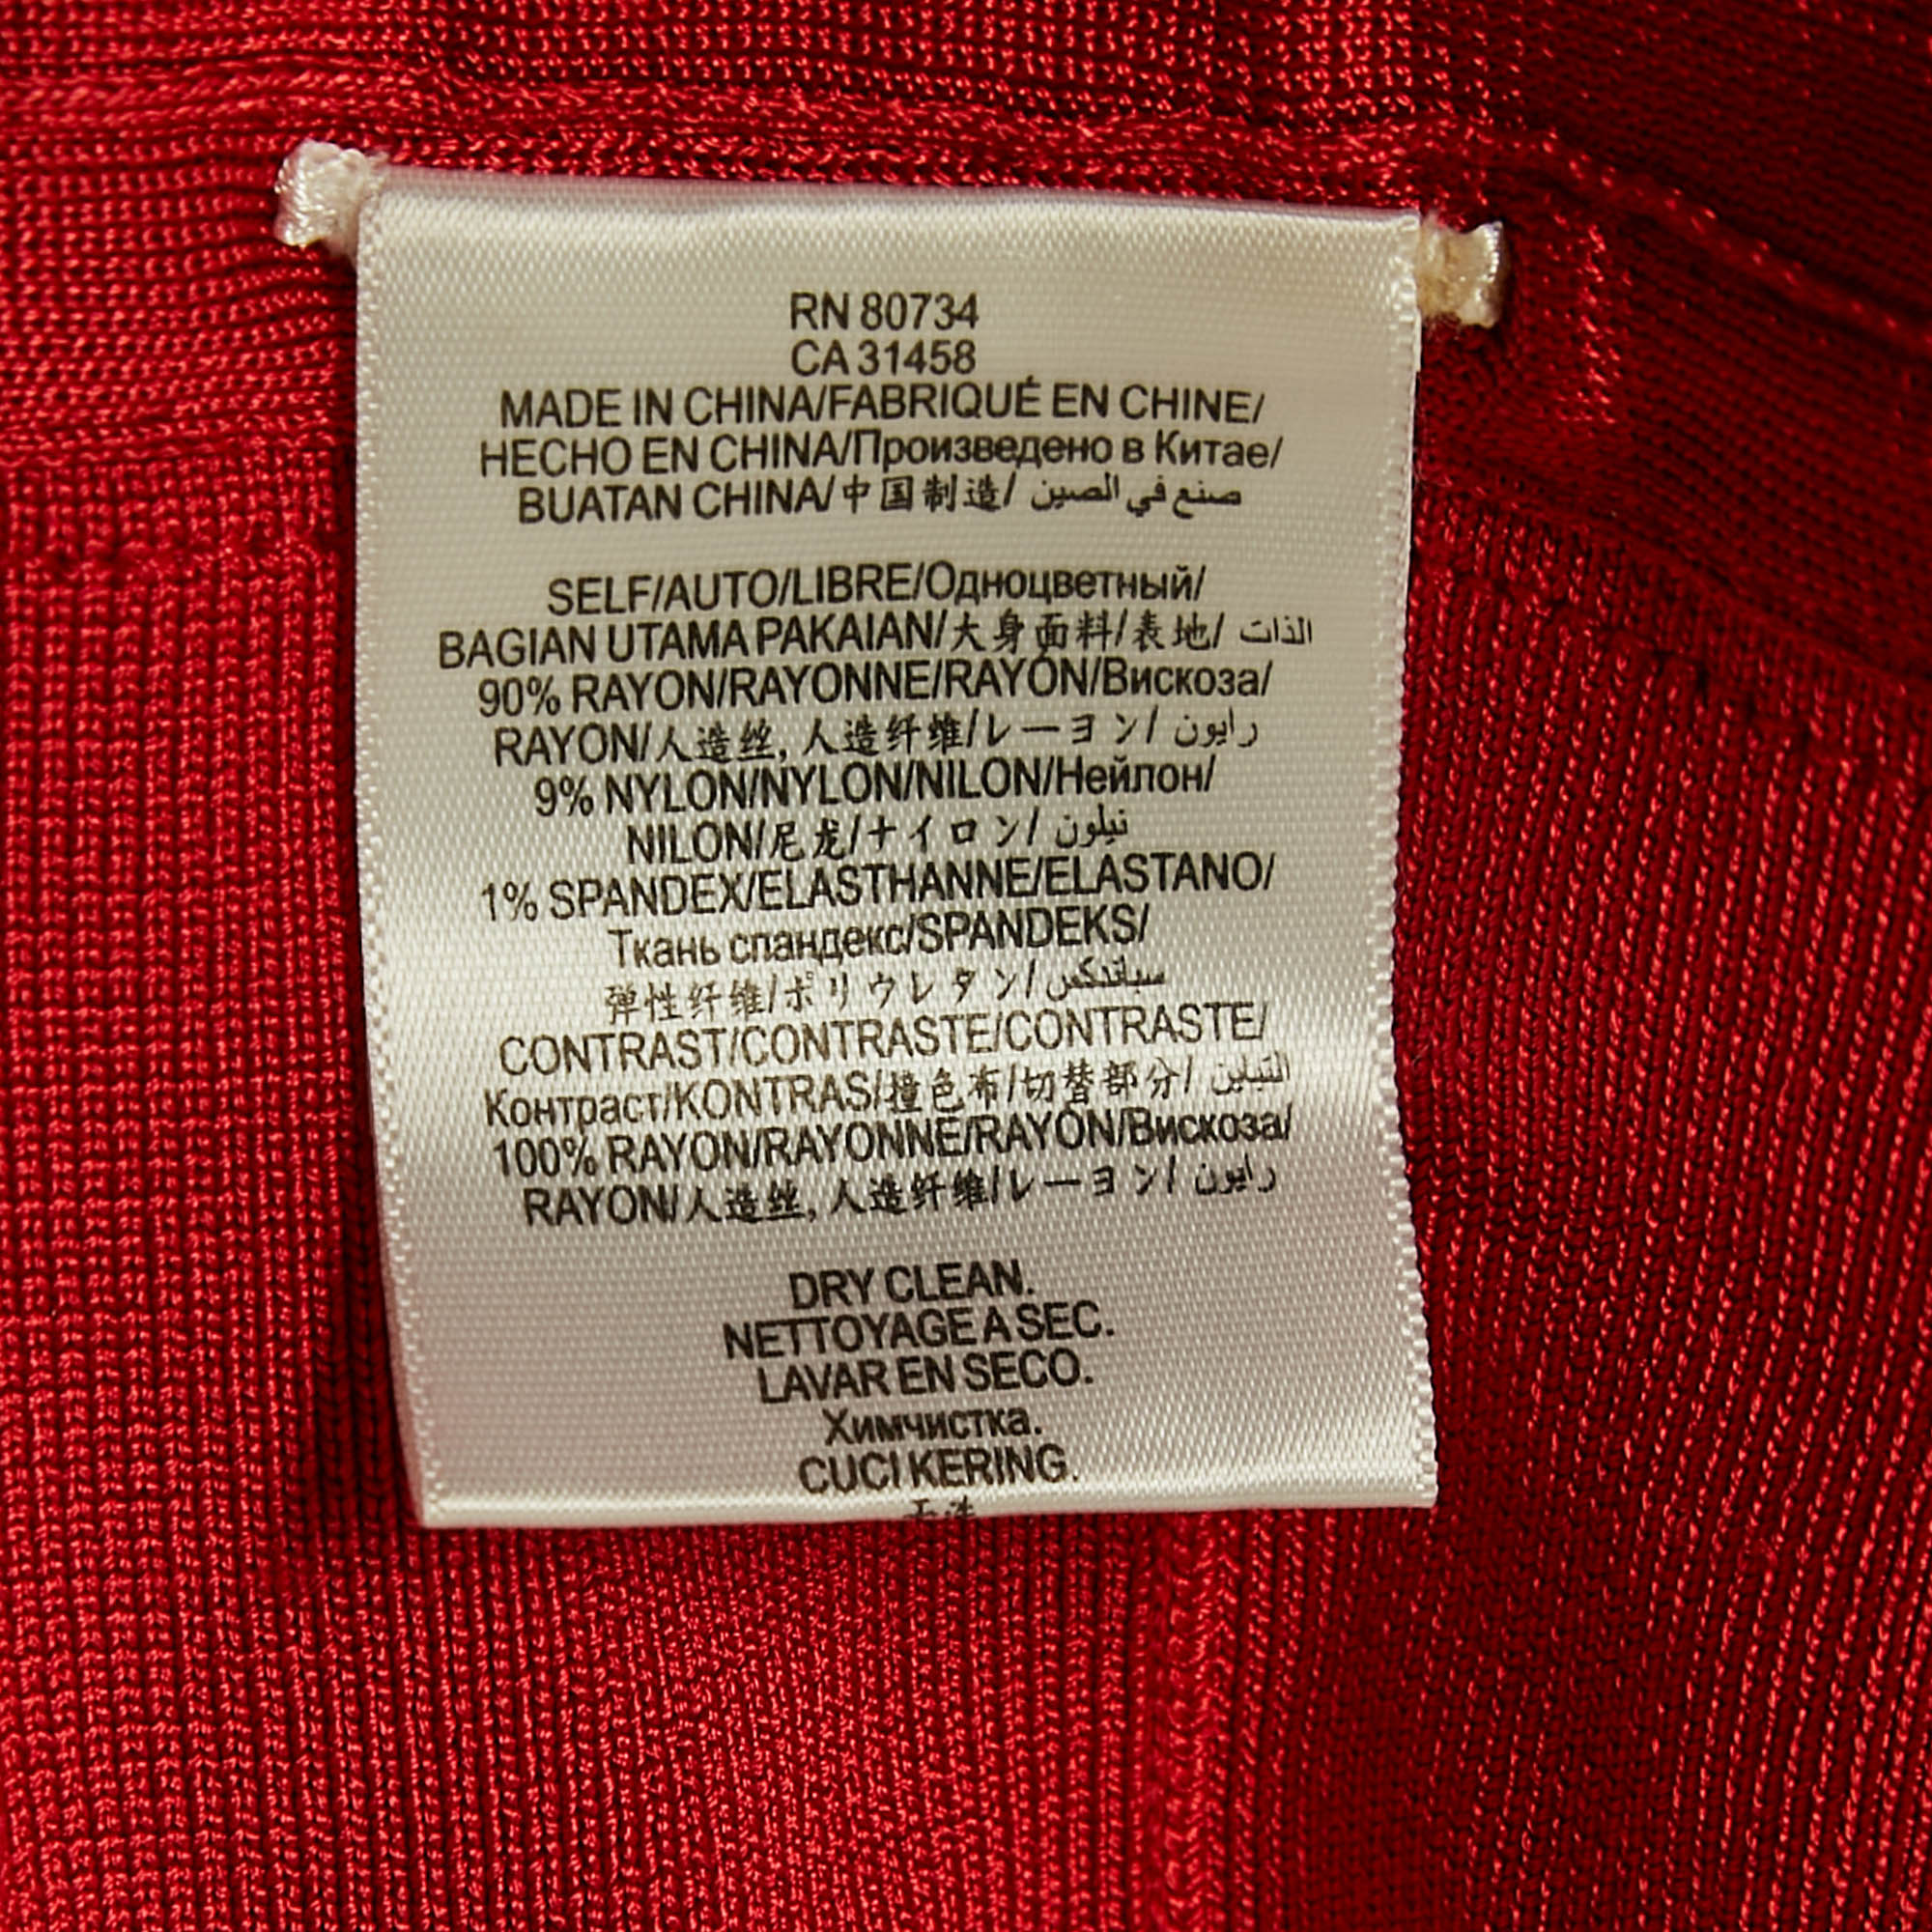 RN 80734
CA 31458
MADE IN CHINA/FABRIQUÉ EN CHINE/
HECHO EN CHINA/Произведено в Китае/
BUATAN CHINA/中国制造/ صنع في الصين
SELF/AUTO/LIBRE/Одноцветный/
BAGIAN UTAMA PAKAIAN/大身面料/表地/ الذات
90% RAYON/RAYONNE/RAYÓN/Вискоза/
RAYON/人造丝, 人造纤维/レーヨン/ رايون
9% NYLON/NYLON/NILON/Нейлон/
NILON/尼龙/ナイロン/ نيلون
1% SPANDEX/ELASTHANNE/ELASTANO/
Ткань спандекс/SPANDEKS/
弹性纤维/ポリウレタン/ سباندكس
CONTRAST/CONTRASTE/CONTRASTE/
Контраст/KONTRAS/撞色布/切替部分/ التباين
100% RAYON/RAYONNE/RAYÓN/Вискоза/
RAYON/人造丝, 人造纤维/レーヨン/ رايون
DRY CLEAN.
NETTOYAGE A SEC.
LAVAR EN SECO.
Химчистка.
CUCI KERING.